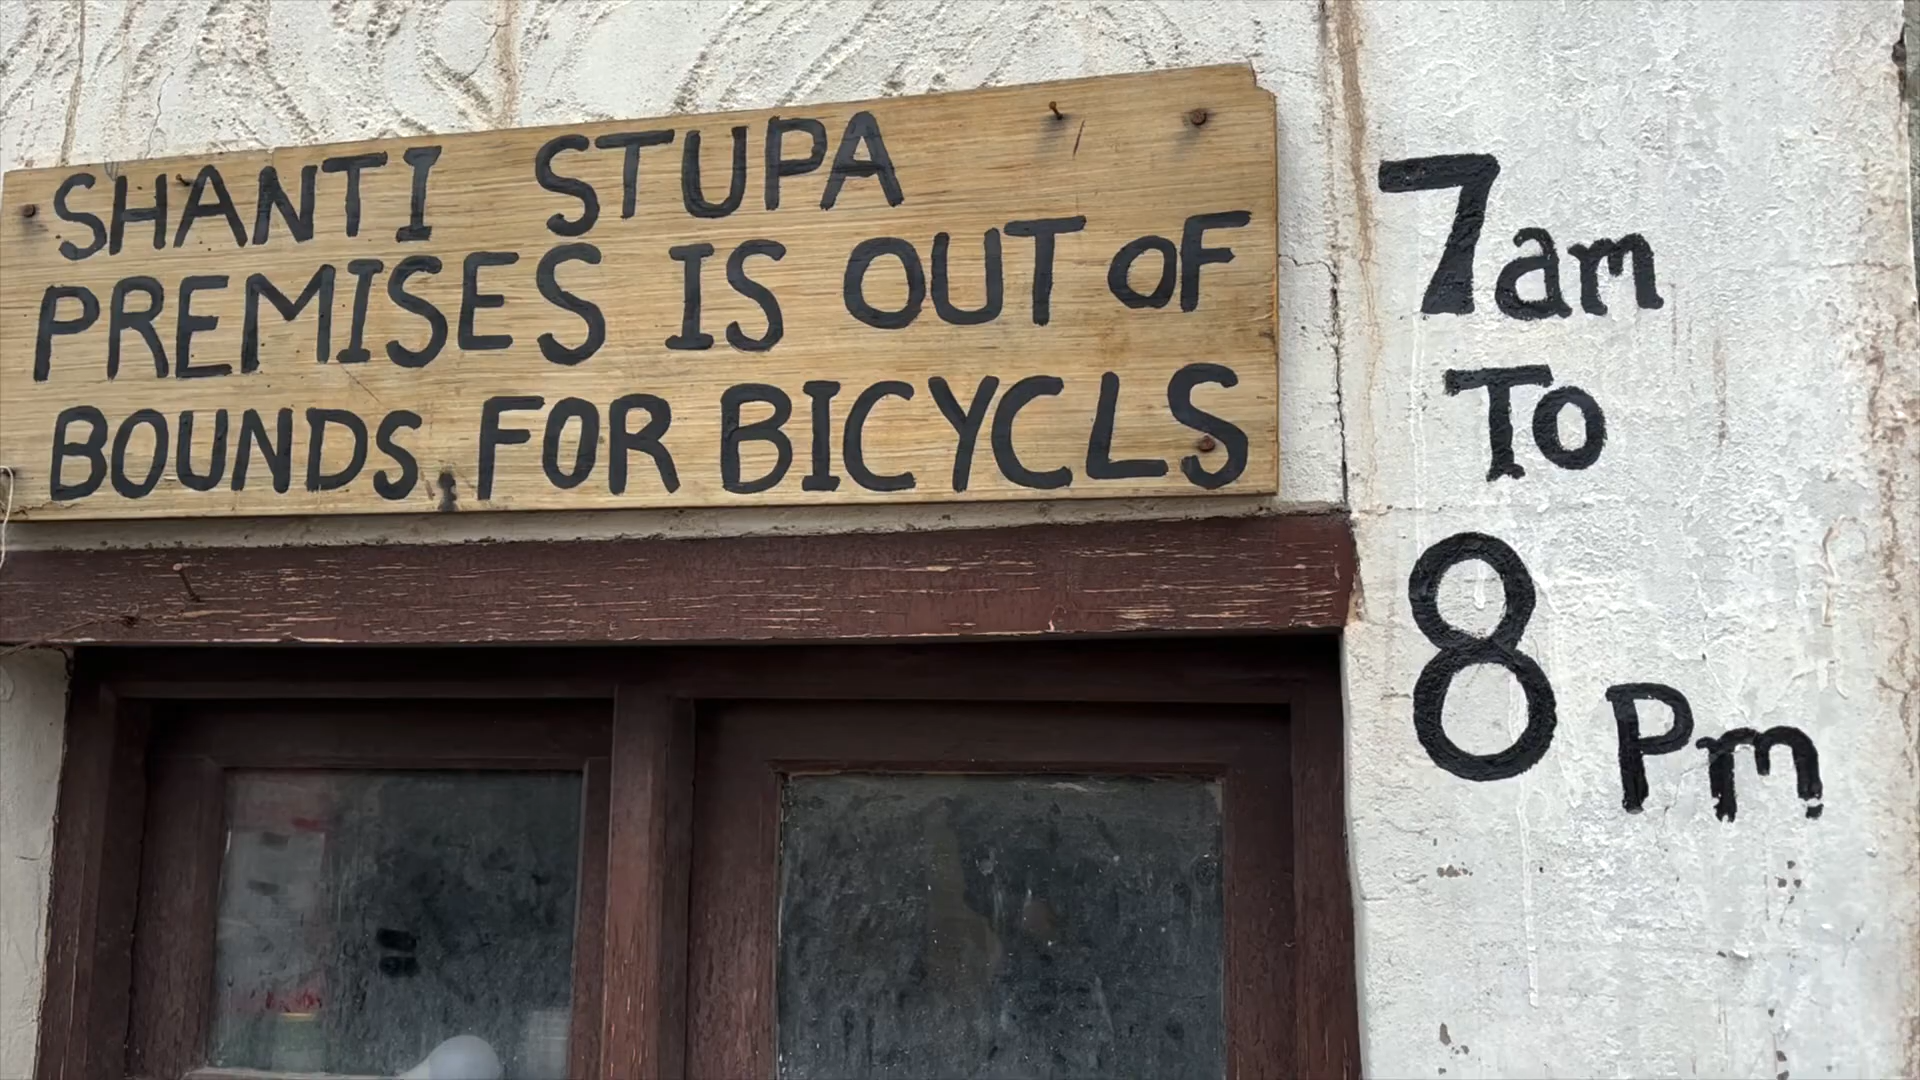 SHANTI STUPA
PREMISES IS OUT OF
BOUNDS FOR BICYCLS
7am
To
8 Pm